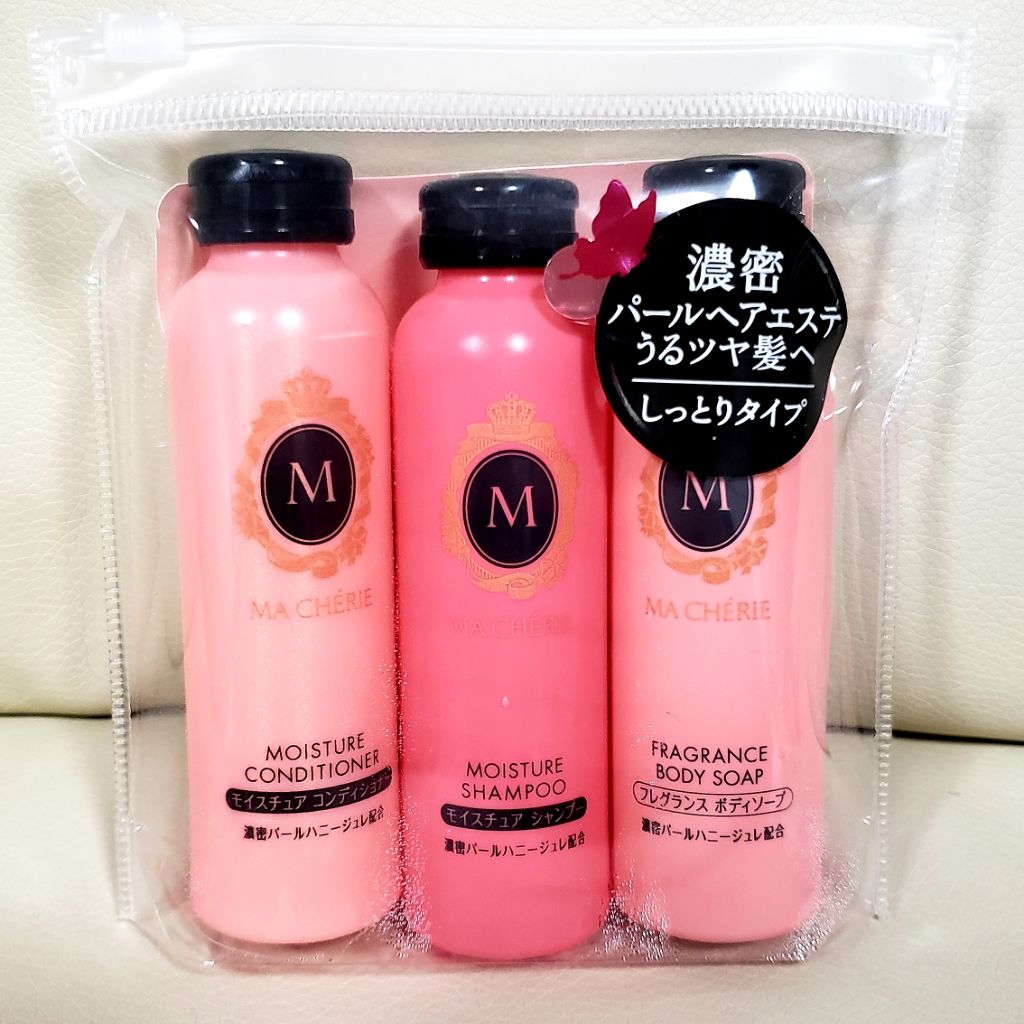 濃密
パールヘアエステ
うるツヤ髪へ
しっとりタイプ
M
MA CHÉRIE
MOISTURE
CONDITIONER
モイスチュア コンディショナー
濃密パールハニージュレ配合
M
MA CHÉRIE
MOISTURE
SHAMPOO
モイスチュア シャンプー
濃密パールハニージュレ配合
M
MA CHÉRIE
FRAGRANCE
BODY SOAP
フレグランス ボディソープ
濃密パールハニージュレ配合